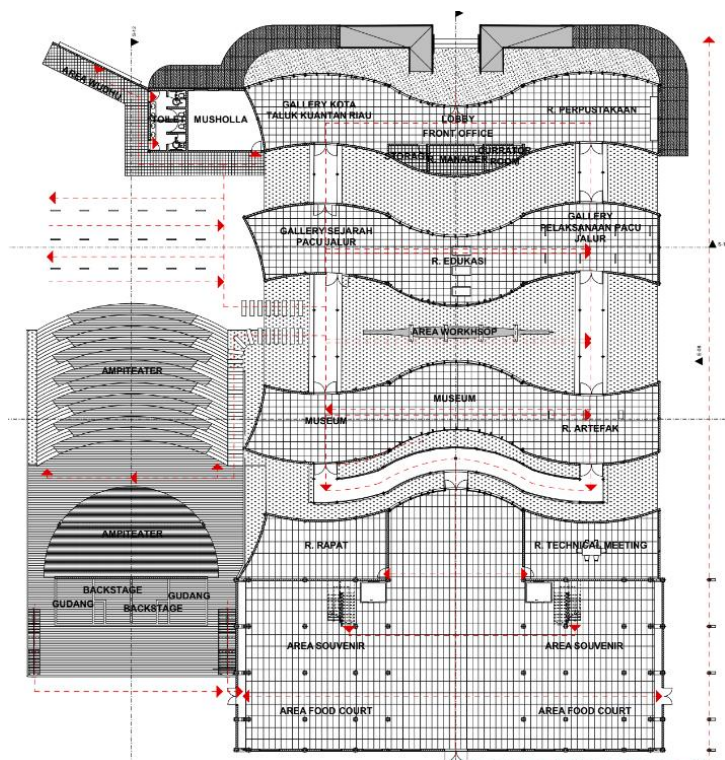 AREA WUDHU
TOILET
MUSHOLLA
GALLERY KOTA
TALUK KUANTAN RIAU
LOBBY
FRONT OFFICE
R. PERPUSTAKAAN
STORAGE
R. MANAGER
CURRATOR
ROOM
GALLERY SEJARAH
PACU JALUR
GALLERY
PELAKSANAAN PACU
JALUR
R. EDUKASI
AREA WORKHSOP
AMPITEATER
MUSEUM
MUSEUM
R. ARTEFAK
AMPITEATER
R. RAPAT
R. TECHNICAL MEETING
BACKSTAGE
GUDANG
GUDANG
BACKSTAGE
AREA SOUVENIR
AREA SOUVENIR
AREA FOOD COURT
AREA FOOD COURT